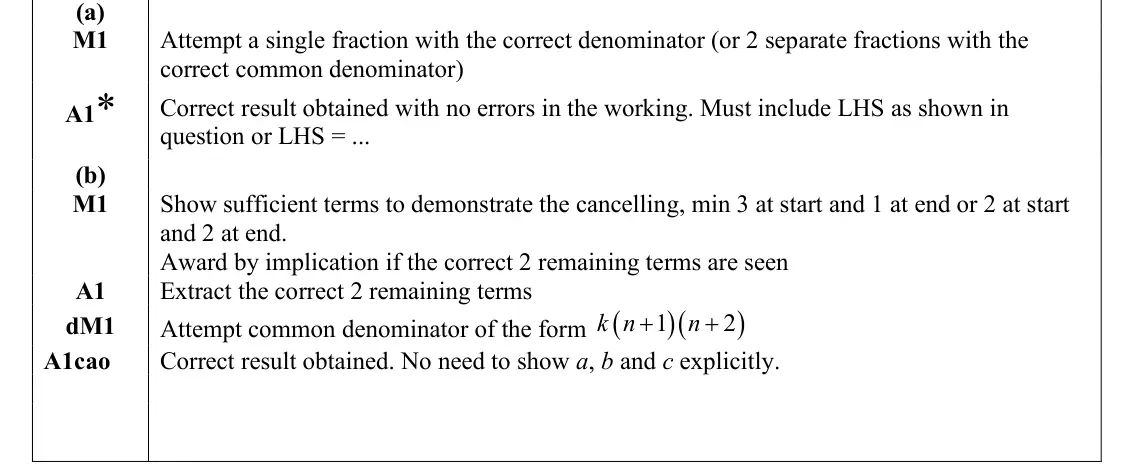 (a)
M1 Attempt a single fraction with the correct denominator (or 2 separate fractions with the
correct common denominator)
A1* Correct result obtained with no errors in the working. Must include LHS as shown in
question or LHS = ...
(b)
M1 Show sufficient terms to demonstrate the cancelling, min 3 at start and 1 at end or 2 at start
and 2 at end.
Award by implication if the correct 2 remaining terms are seen
A1 Extract the correct 2 remaining terms
dM1 Attempt common denominator of the form k(n+1)(n+2)
A1cao Correct result obtained. No need to show a, b and c explicitly.